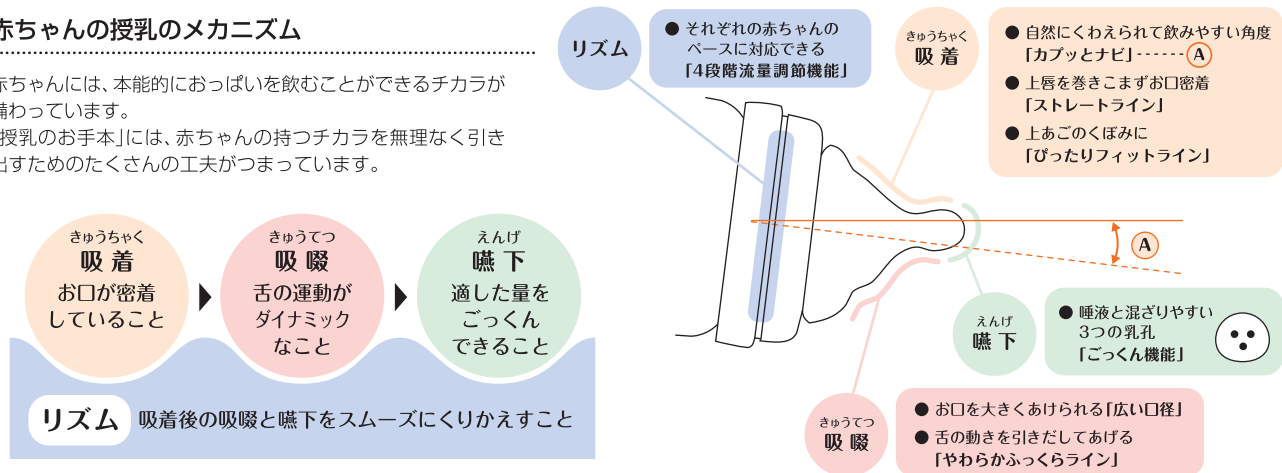 赤ちゃんの授乳のメカニズム
赤ちゃんには、本能的におっぱいを飲むことができるチカラが
備わっています。
授乳のお手本」には、赤ちゃんの持つチカラを無理なく引き
出すためのたくさんの工夫がつまっています。
きゅうちゃく
吸着
お口が密着
していること
きゅうてつ
吸啜
舌の運動が
ダイナミック
なこと
えんげ
嚥下
適した量を
ごっくん
できること
リズム 吸着後の吸啜と嚥下をスムーズにくりかえすこと
リズム
● それぞれの赤ちゃんの
ペースに対応できる
「4段階流量調節機能」
きゅうちゃく
吸着
● 自然にくわえられて飲みやすい角度
「カプッとナビ」------Ⓐ
● 上唇を巻きこまずお口密着
「ストレートライン」
● 上あごのくぼみに
「ぴったりフィットライン」
Ⓐ
えんげ
嚥下
● 唾液と混ざりやすい
3つの乳孔
「ごっくん機能」
きゅうてつ
吸啜
● お口を大きくあけられる「広い口径」
● 舌の動きを引きだしてあげる
「やわらかふっくらライン」